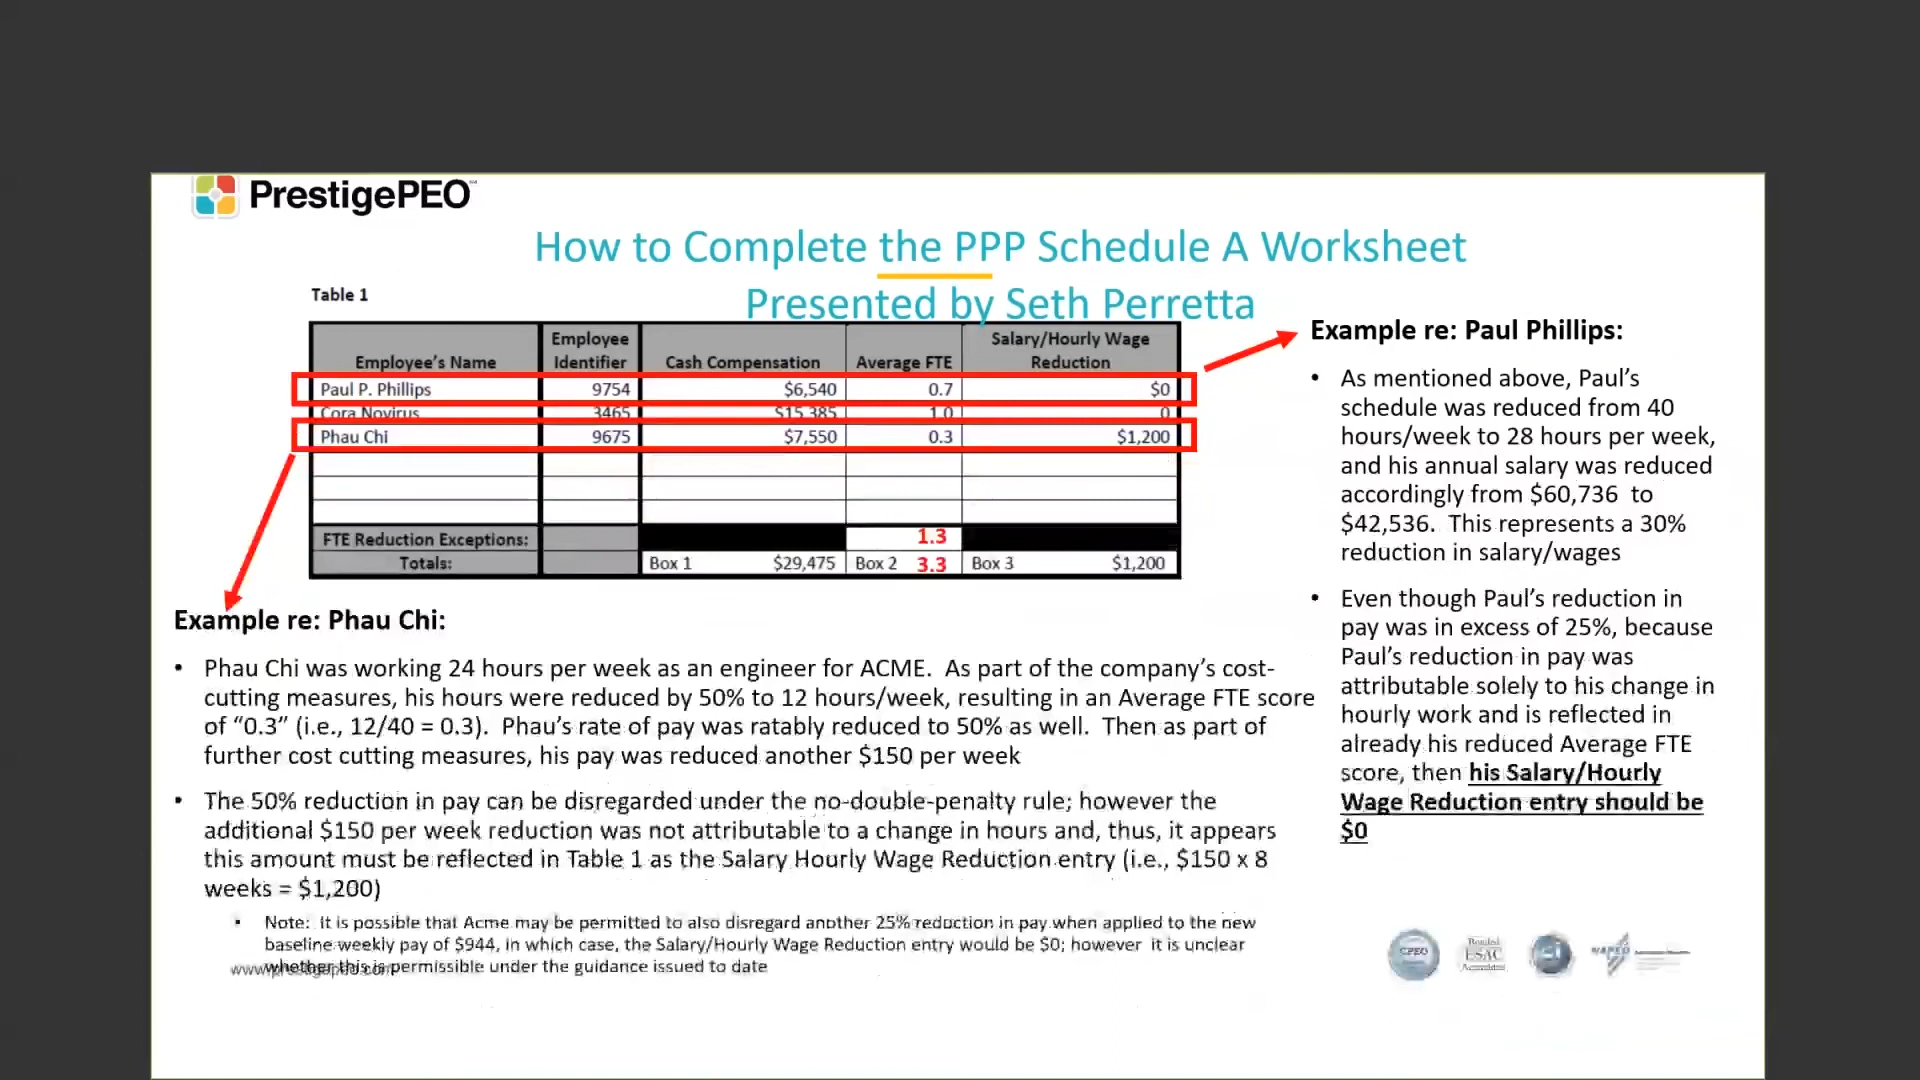 PrestigePEO
How to Complete the PPP Schedule A Worksheet
Presented by Seth Perretta
Table 1
Employee's Name Employee Identifier Cash Compensation Average FTE Salary/Hourly Wage Reduction
Paul P. Phillips 9754 $6,540 0.7 $0
Cora Novirus 3465 $15,385 1.0 0
Phau Chi 9675 $7,550 0.3 $1,200
FTE Reduction Exceptions: 1.3
Totals: Box 1 $29,475 Box 2 3.3 Box 3 $1,200
Example re: Paul Phillips:
• As mentioned above, Paul's
schedule was reduced from 40
hours/week to 28 hours per week,
and his annual salary was reduced
accordingly from $60,736 to
$42,536. This represents a 30%
reduction in salary/wages
• Even though Paul's reduction in
pay was in excess of 25%, because
Paul's reduction in pay was
attributable solely to his change in
hourly work and is reflected in
already his reduced Average FTE
score, then his Salary/Hourly
Wage Reduction entry should be
$0
Example re: Phau Chi:
• Phau Chi was working 24 hours per week as an engineer for ACME. As part of the company's cost-
cutting measures, his hours were reduced by 50% to 12 hours/week, resulting in an Average FTE score
of "0.3" (i.e., 12/40 = 0.3). Phau's rate of pay was ratably reduced to 50% as well. Then as part of
further cost cutting measures, his pay was reduced another $150 per week
• The 50% reduction in pay can be disregarded under the no-double-penalty rule; however the
additional $150 per week reduction was not attributable to a change in hours and, thus, it appears
this amount must be reflected in Table 1 as the Salary Hourly Wage Reduction entry (i.e., $150 x 8
weeks = $1,200)
• Note: It is possible that Acme may be permitted to also disregard another 25% reduction in pay when applied to the new
baseline weekly pay of $944, in which case, the Salary/Hourly Wage Reduction entry would be $0; however it is unclear
whether this is permissible under the guidance issued to date
www.prestigepeo.com
CPEO
Bonded
ESAC
Accredited
NAPEO